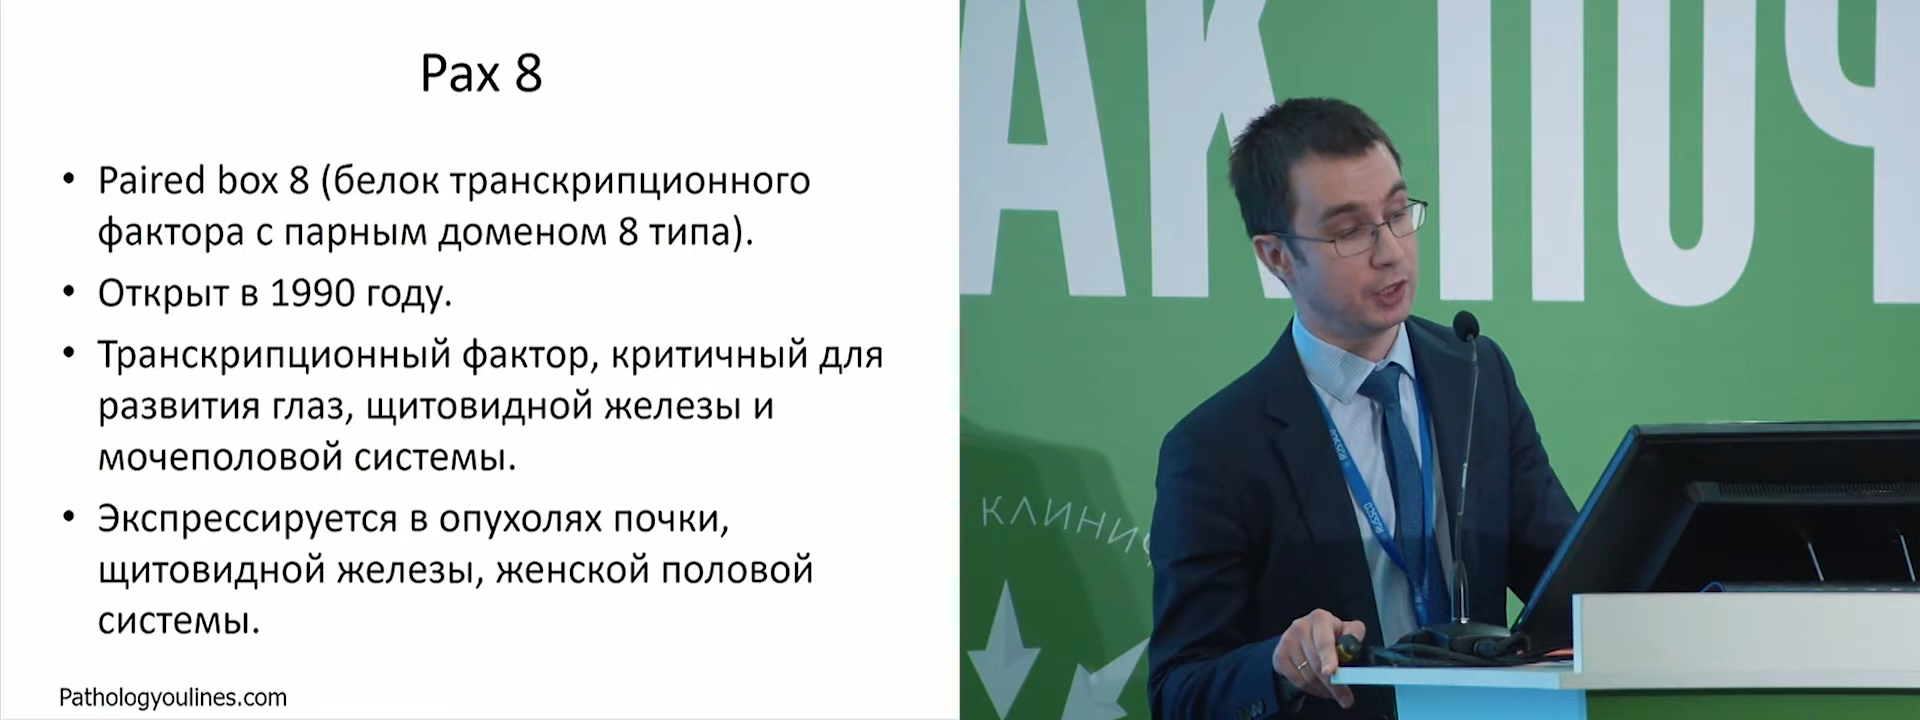 Pax 8
• Paired box 8 (белок транскрипционного
фактора с парным доменом 8 типа).
• Открыт в 1990 году.
• Транскрипционный фактор, критичный для
развития глаз, щитовидной железы и
мочеполовой системы.
• Экспрессируется в опухолях почки,
щитовидной железы, женской половой
системы.
Pathologyoulines.com
АК ПОЧ
КЛИНИ
RUSSCO
RUSSCO